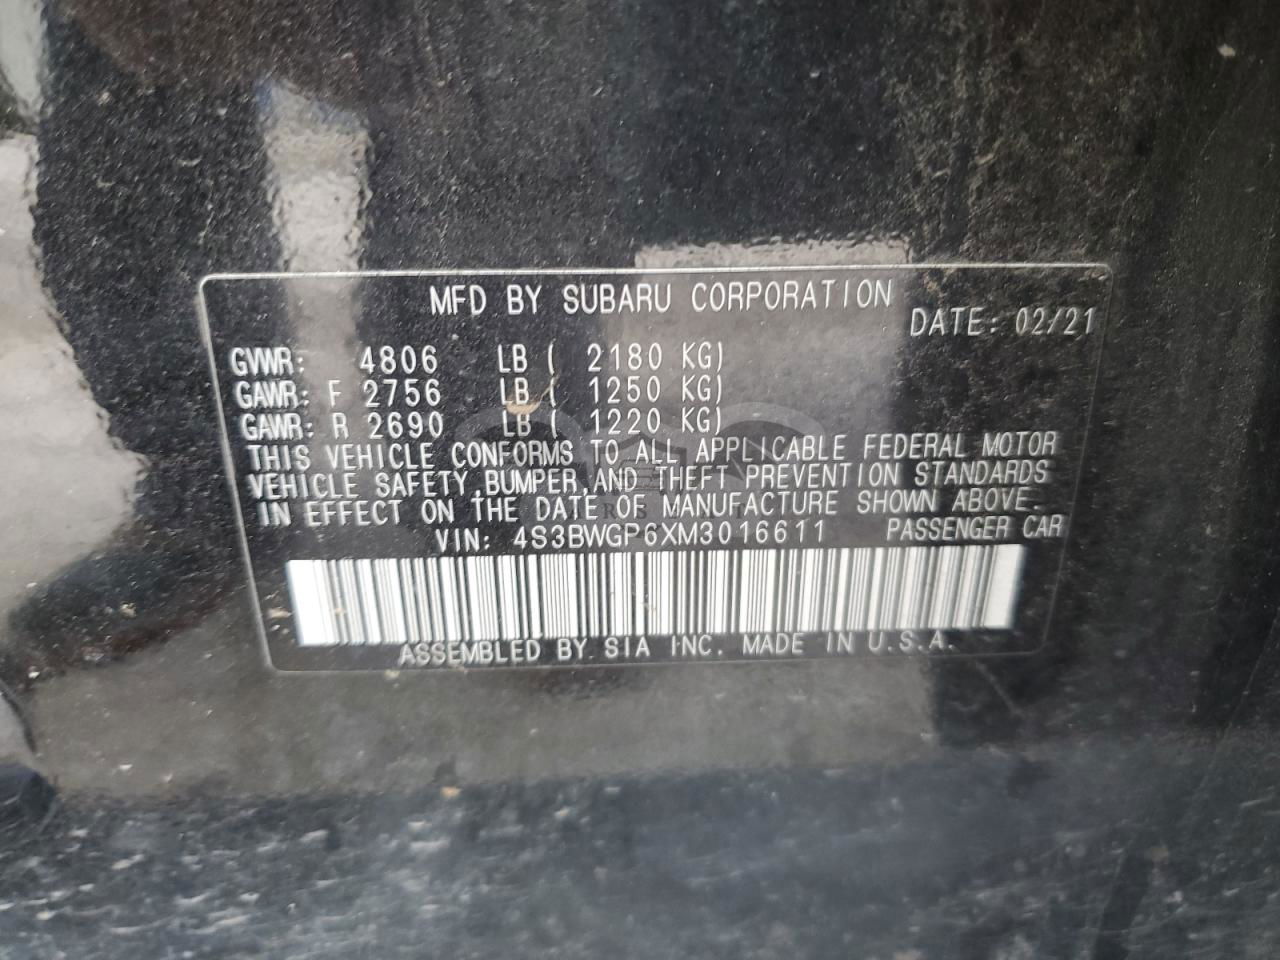 MFD BY SUBARU CORPORATION
DATE: 02/21
GVWR: 4806 LB ( 2180 KG)
GAWR: F 2756 LB ( 1250 KG)
GAWR: R 2690 LB ( 1220 KG)
THIS VEHICLE CONFORMS TO ALL APPLICABLE FEDERAL MOTOR
VEHICLE SAFETY,BUMPER,AND THEFT PREVENTION STANDARDS
IN EFFECT ON THE DATE OF MANUFACTURE SHOWN ABOVE.
VIN: 4S3BWGP6XM3016611 PASSENGER CAR
ASSEMBLED BY SIA INC. MADE IN U.S.A.